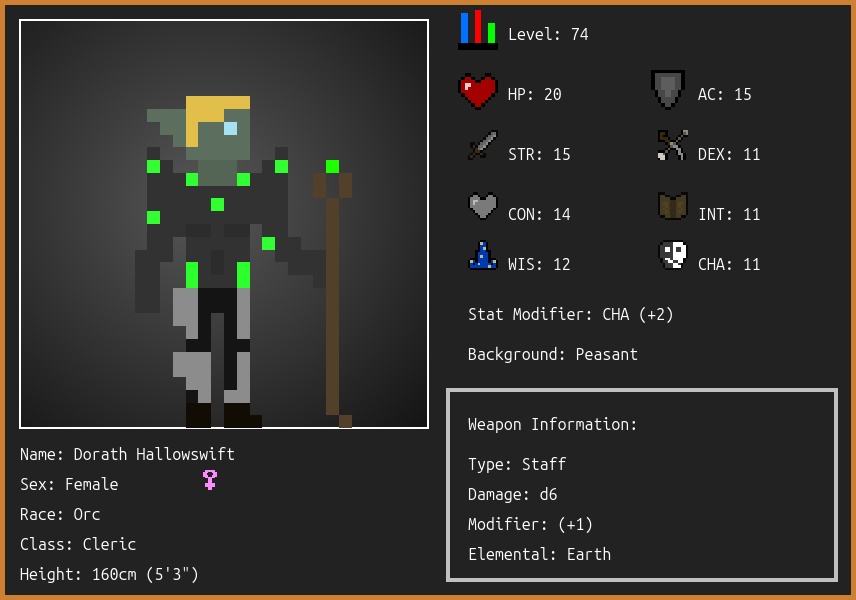 Level: 74
HP: 20
AC: 15
STR: 15
DEX: 11
CON: 14
INT: 11
WIS: 12
CHA: 11
Stat Modifier: CHA (+2)
Background: Peasant
Weapon Information:
Type: Staff
Damage: d6
Modifier: (+1)
Elemental: Earth
Name: Dorath Hallowswift
Sex: Female
Race: Orc
Class: Cleric
Height: 160cm (5'3")